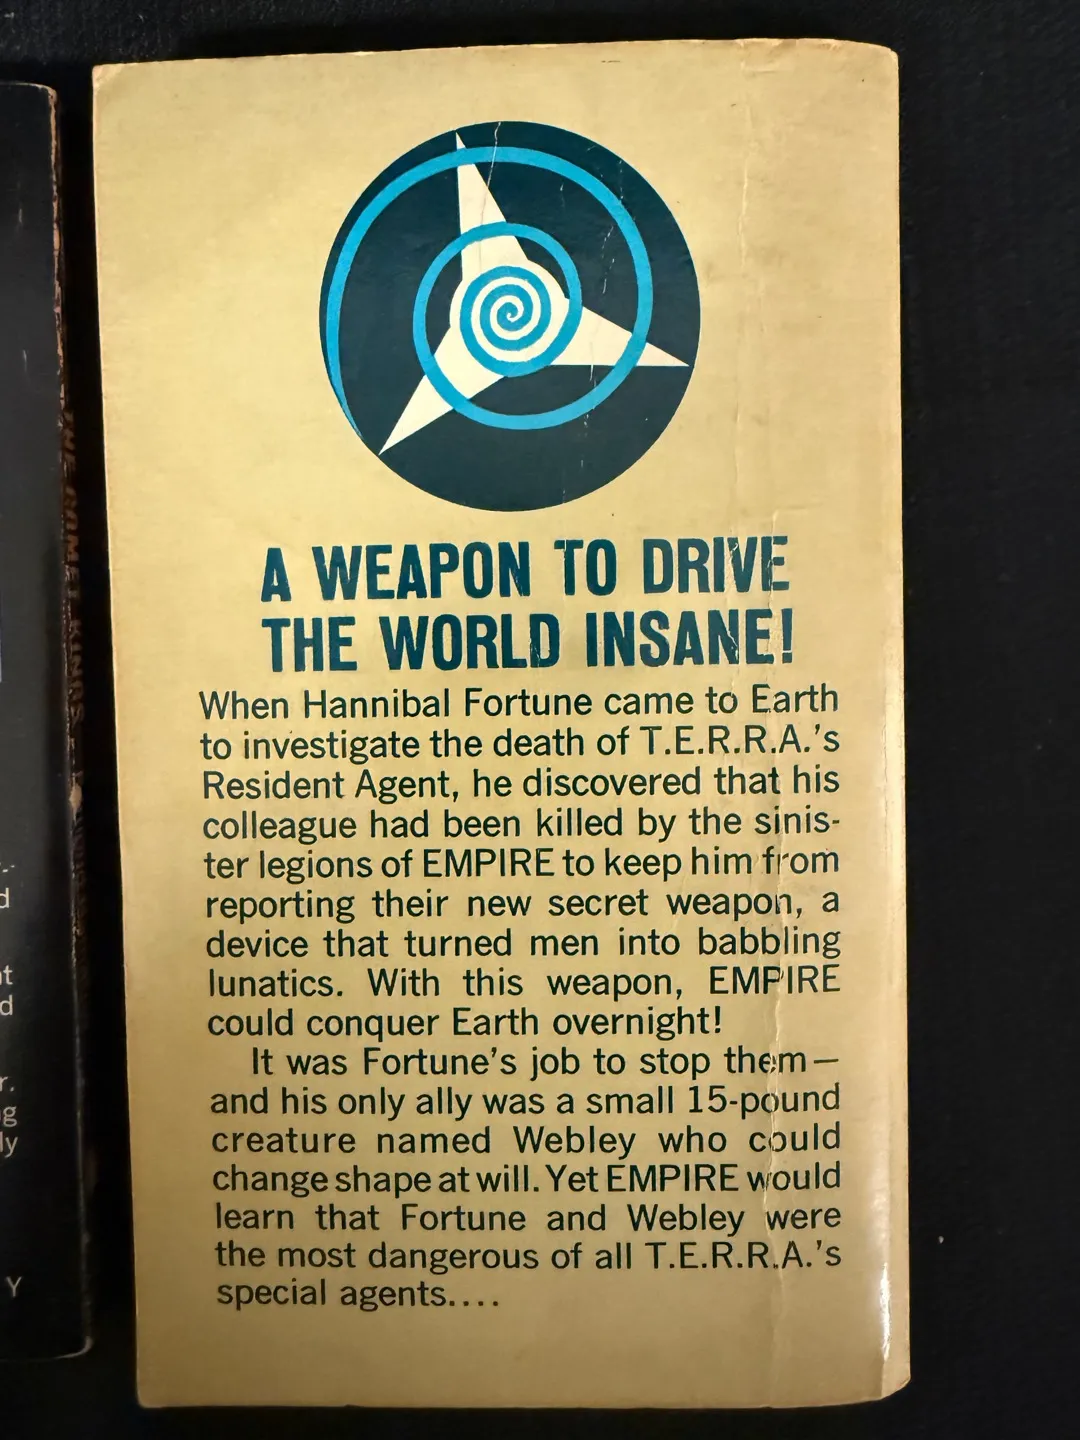 A WEAPON TO DRIVE
THE WORLD INSANE!
When Hannibal Fortune came to Earth
to investigate the death of T.E.R.R.A.'s
Resident Agent, he discovered that his
colleague had been killed by the sinis-
ter legions of EMPIRE to keep him from
reporting their new secret weapon, a
device that turned men into babbling
lunatics. With this weapon, EMPIRE
could conquer Earth overnight!
It was Fortune's job to stop them—
and his only ally was a small 15-pound
creature named Webley who could
change shape at will. Yet EMPIRE would
learn that Fortune and Webley were
the most dangerous of all T.E.R.R.A.'s
special agents....
Y